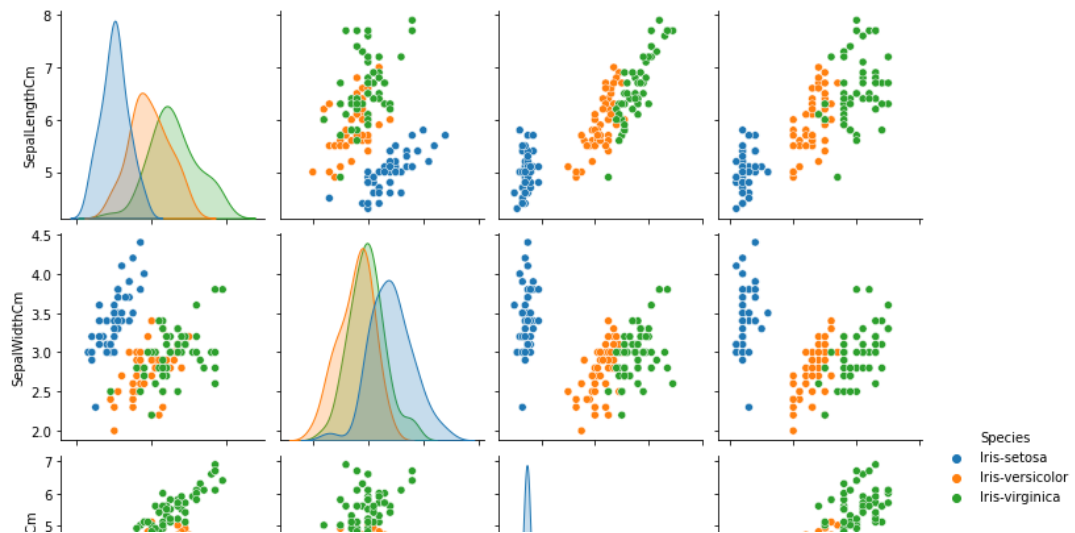 8
7
6
5
SepalLengthCm
4.5
4.0
3.5
3.0
2.5
2.0
SepalWidthCm
7
6
5
Cm
Species
Iris-setosa
Iris-versicolor
Iris-virginica